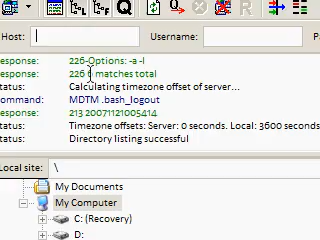 Host: Username: P
esponse: 226-Options: -a -l
esponse: 226 6 matches total
tatus: Calculating timezone offset of server...
ommand: MDTM .bash_logout
esponse: 213 20071121005414
tatus: Timezone offsets: Server: 0 seconds. Local: 3600 seconds
tatus: Directory listing successful
Local site: \
My Documents
My Computer
C: (Recovery)
D: